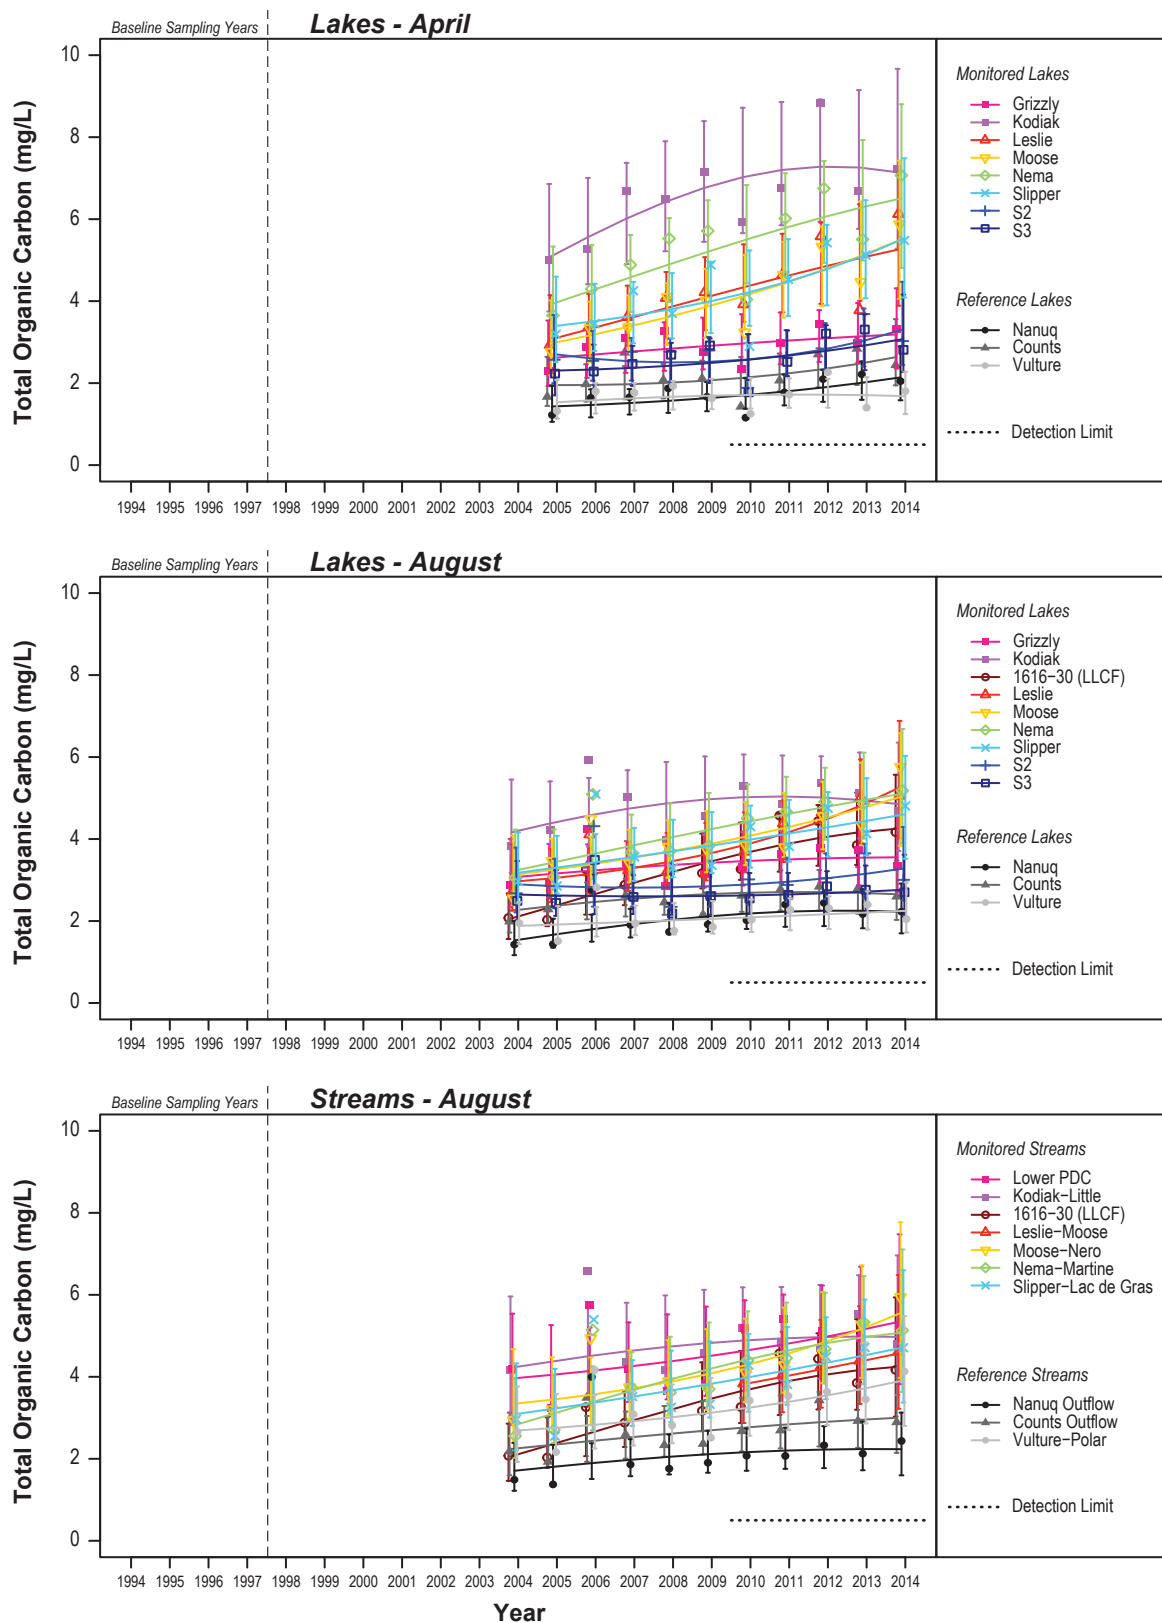 Baseline Sampling Years
Lakes - April
Total Organic Carbon (mg/L)
10
8
6
4
2
0
1994 1995 1996 1997 1998 1999 2000 2001 2002 2003 2004 2005 2006 2007 2008 2009 2010 2011 2012 2013 2014
Monitored Lakes
Grizzly
Kodiak
Leslie
Moose
Nema
Slipper
S2
S3
Reference Lakes
Nanuq
Counts
Vulture
Detection Limit
Baseline Sampling Years
Lakes - August
Total Organic Carbon (mg/L)
10
8
6
4
2
0
1994 1995 1996 1997 1998 1999 2000 2001 2002 2003 2004 2005 2006 2007 2008 2009 2010 2011 2012 2013 2014
Monitored Lakes
Grizzly
Kodiak
1616−30 (LLCF)
Leslie
Moose
Nema
Slipper
S2
S3
Reference Lakes
Nanuq
Counts
Vulture
Detection Limit
Baseline Sampling Years
Streams - August
Total Organic Carbon (mg/L)
10
8
6
4
2
0
1994 1995 1996 1997 1998 1999 2000 2001 2002 2003 2004 2005 2006 2007 2008 2009 2010 2011 2012 2013 2014
Year
Monitored Streams
Lower PDC
Kodiak−Little
1616−30 (LLCF)
Leslie−Moose
Moose−Nero
Nema−Martine
Slipper−Lac de Gras
Reference Streams
Nanuq Outflow
Counts Outflow
Vulture−Polar
Detection Limit